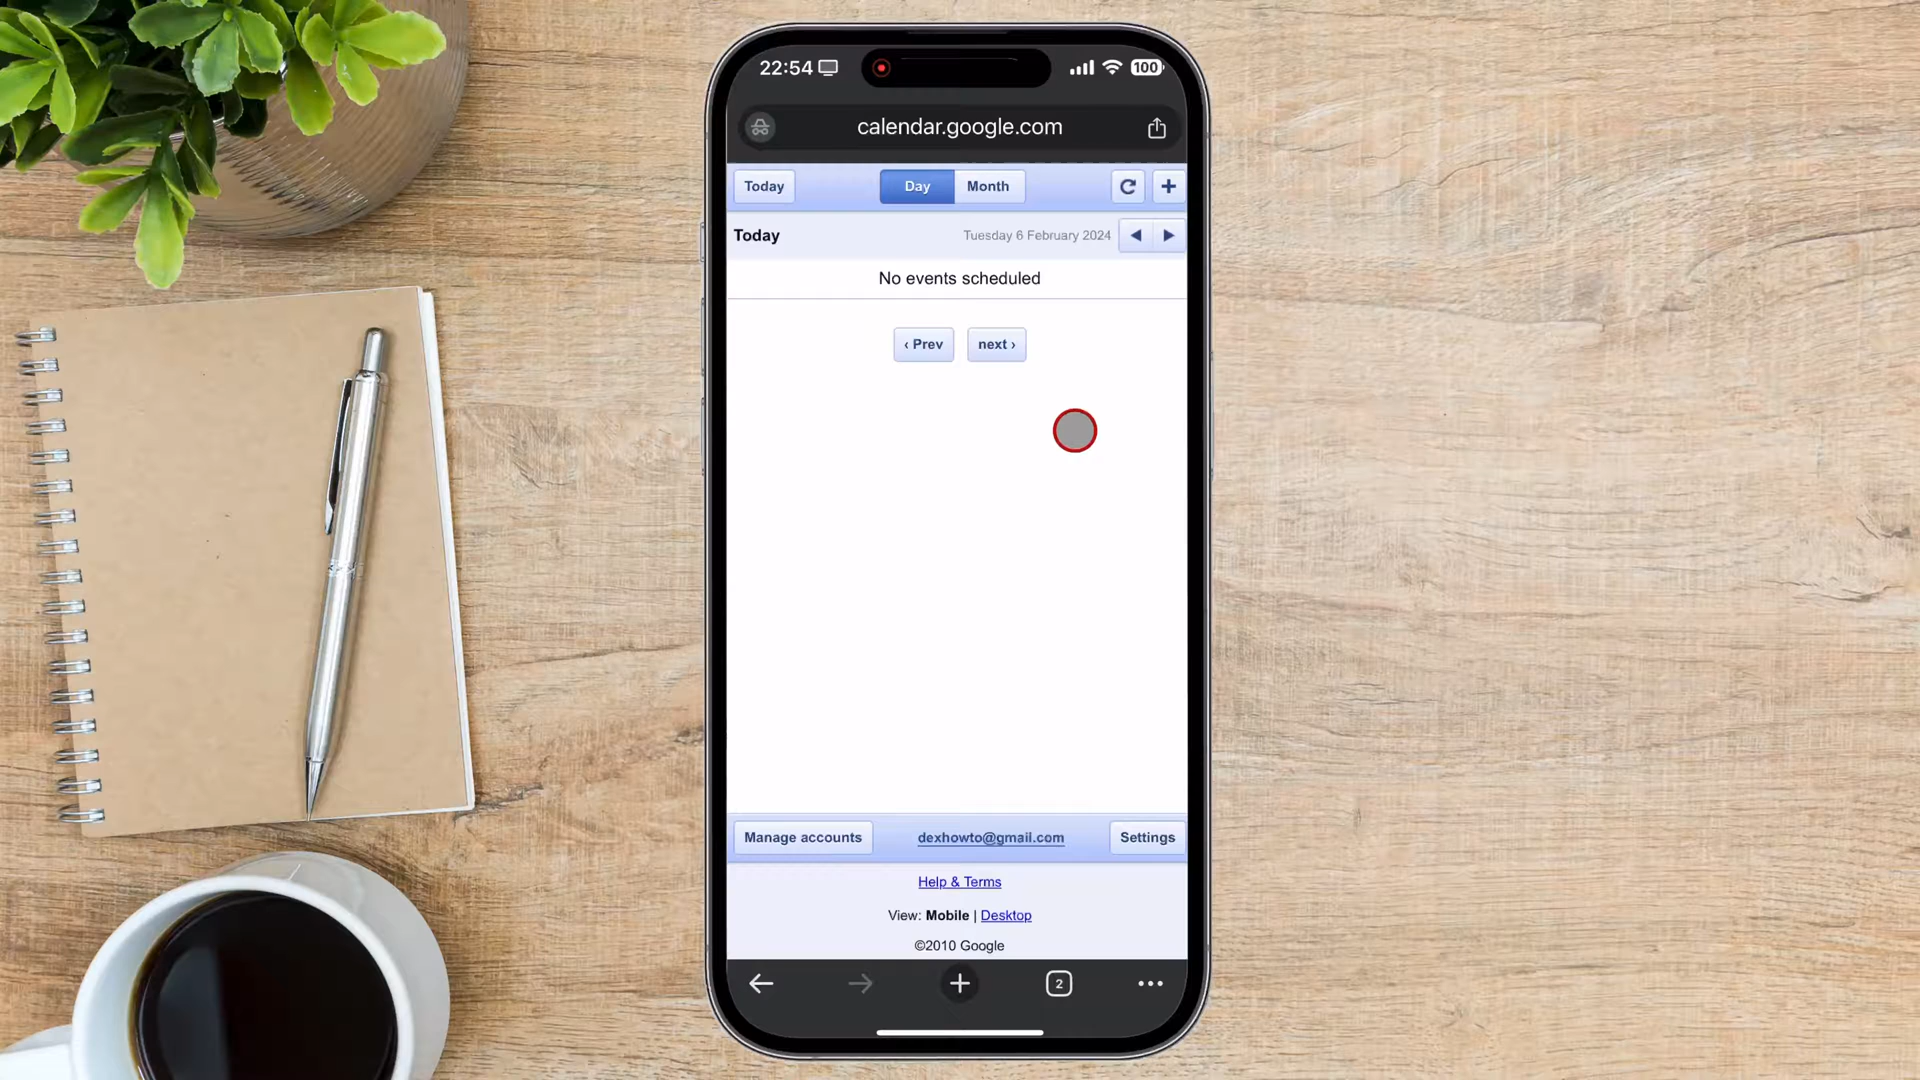 22:54
100
calendar.google.com
Today
Day
Month
Today
Tuesday 6 February 2024
No events scheduled
‹ Prev
next ›
Manage accounts
dexhowto@gmail.com
Settings
Help & Terms
View: Mobile | Desktop
©2010 Google
2